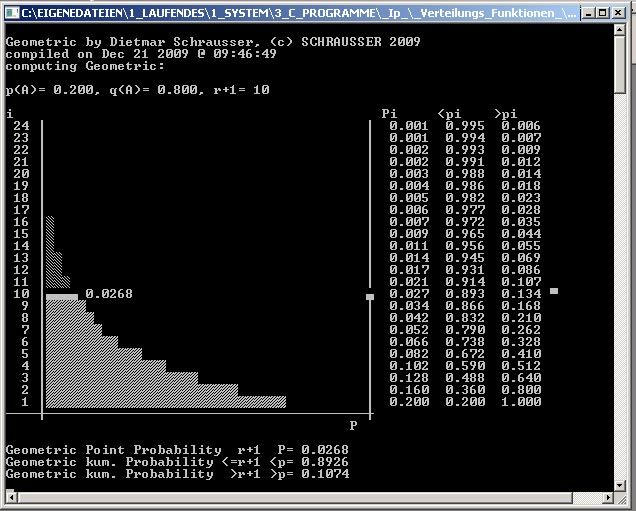 C:\EIGENEDATEIEN\1_LAUFENDES\1_SYSTEM\3_C_PROGRAMME\_Ip_\_Verteilungs_Funktionen_\...
Geometric by Dietmar Schrausser, (c) SCHRAUSSER 2009
compiled on Dec 21 2009 @ 09:46:49
computing Geometric:
p(A)= 0.200, q(A)= 0.800, r+1= 10
i Pi <pi >pi
24 0.001 0.995 0.006
23 0.001 0.994 0.007
22 0.002 0.993 0.009
21 0.002 0.991 0.012
20 0.003 0.988 0.014
19 0.004 0.986 0.018
18 0.005 0.982 0.023
17 0.006 0.977 0.028
16 0.007 0.972 0.035
15 0.009 0.965 0.044
14 0.011 0.956 0.055
13 0.014 0.945 0.069
12 0.017 0.931 0.086
11 0.021 0.914 0.107
10 0.0268 0.027 0.893 0.134
9 0.034 0.866 0.168
8 0.042 0.832 0.210
7 0.052 0.790 0.262
6 0.066 0.738 0.328
5 0.082 0.672 0.410
4 0.102 0.590 0.512
3 0.128 0.488 0.640
2 0.160 0.360 0.800
1 0.200 0.200 1.000
P
Geometric Point Probability r+1 P= 0.0268
Geometric kum. Probability <=r+1 <p= 0.8926
Geometric kum. Probability >r+1 >p= 0.1074